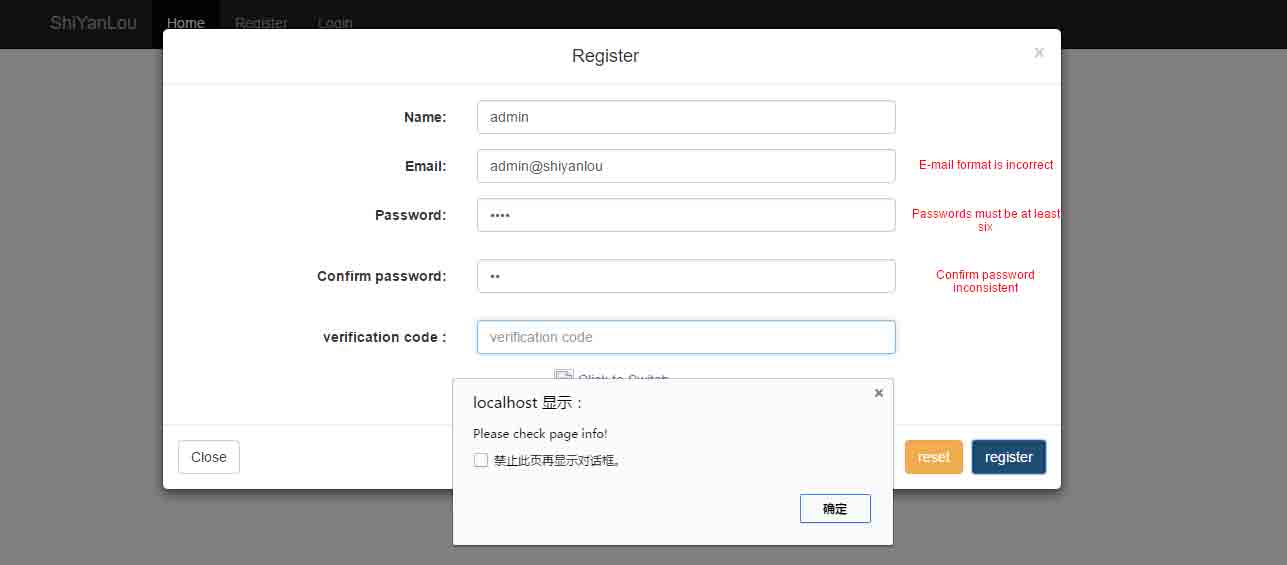 ShiYanLou Home Register Login
Register ×
Name: admin
Email: admin@shiyanlou E-mail format is incorrect
Password: •••• Passwords must be at least
six
Confirm password: •• Confirm password
inconsistent
verification code : verification code
Click to Switch
localhost 显示：
Please check page info!
禁止此页再显示对话框。
确定
Close reset register